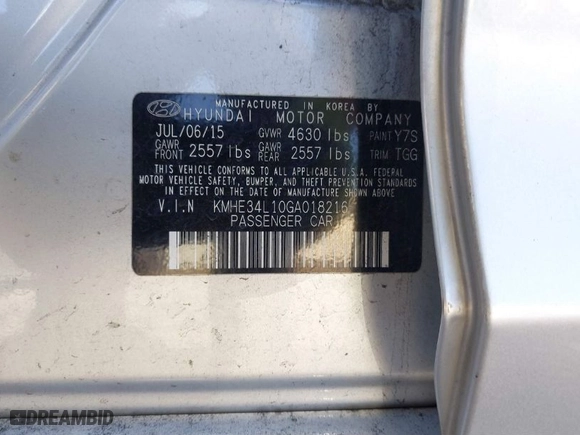 MANUFACTURED IN KOREA BY
HYUNDAI MOTOR COMPANY
JUL/06/15 GVWR 4630 lbs PAINT Y7S
GAWR FRONT 2557 lbs GAWR REAR 2557 lbs TRIM TGG
THIS VEHICLE CONFORMS TO ALL APPLICABLE U.S.A. FEDERAL
MOTOR VEHICLE SAFETY, BUMPER, AND THEFT PREVENTION
STANDARDS IN EFFECT ON THE DATE OF MANUFACTURE SHOWN ABOVE
V.I.N KMHE34L10GA018216
PASSENGER CAR
DREAMBID